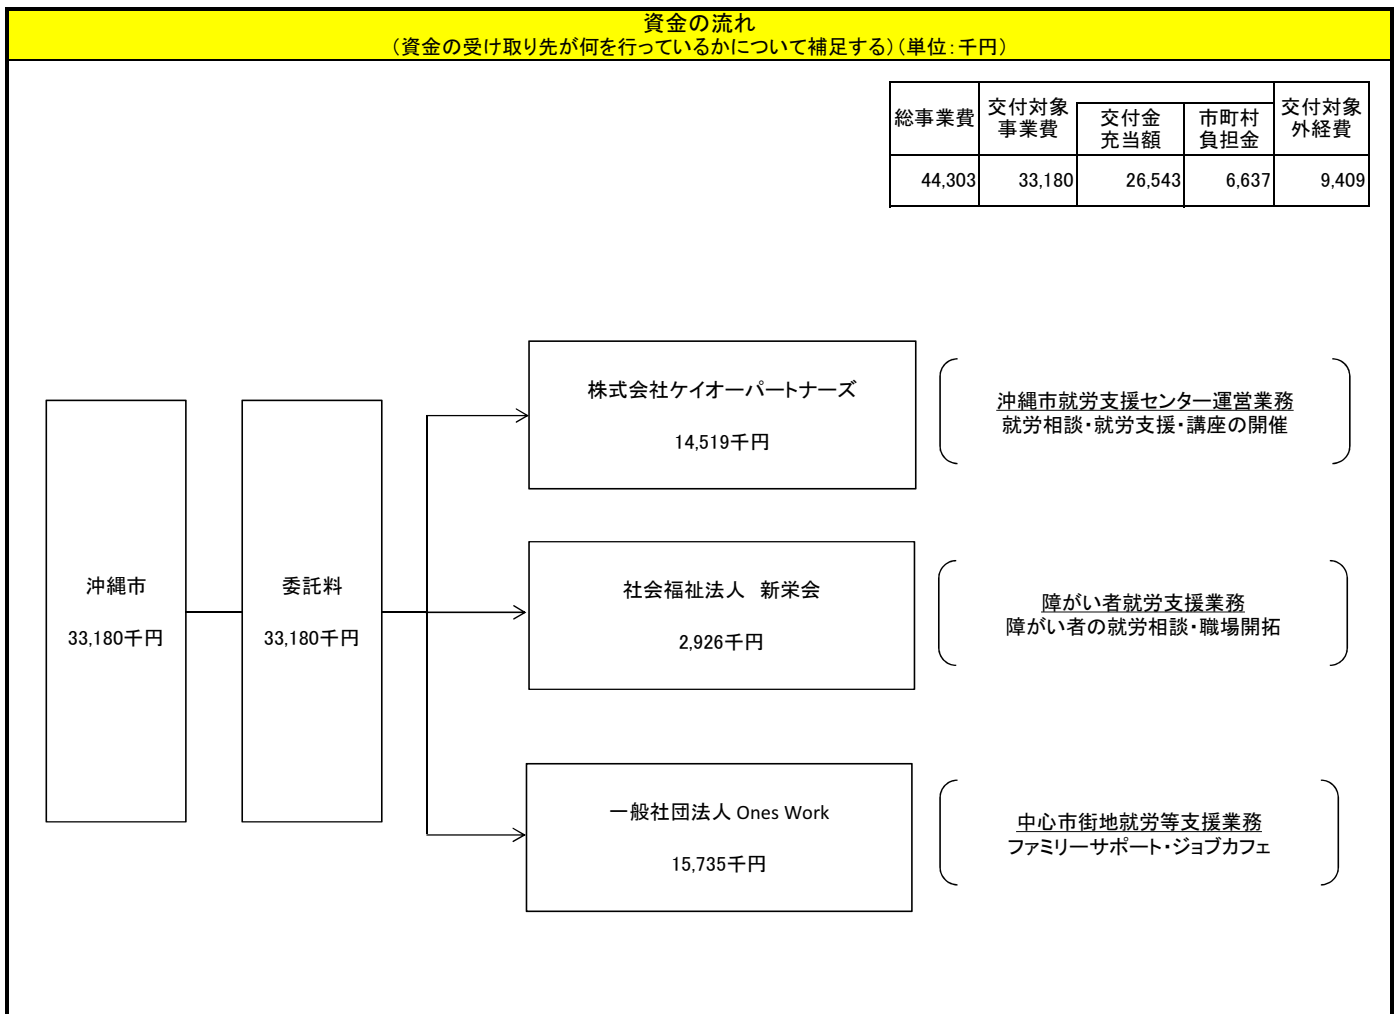 資金の流れ
（資金の受け取り先が何を行っているかについて補足する）（単位：千円）
総事業費
交付対象
事業費
交付金
充当額
市町村
負担金
交付対象
外経費
44,303
33,180
26,543
6,637
9,409
沖縄市
33,180千円
委託料
33,180千円
株式会社ケイオーパートナーズ
14,519千円
沖縄市就労支援センター運営業務
就労相談・就労支援・講座の開催
社会福祉法人　新栄会
2,926千円
障がい者就労支援業務
障がい者の就労相談・職場開拓
一般社団法人 Ones Work
15,735千円
中心市街地就労等支援業務
ファミリーサポート・ジョブカフェ